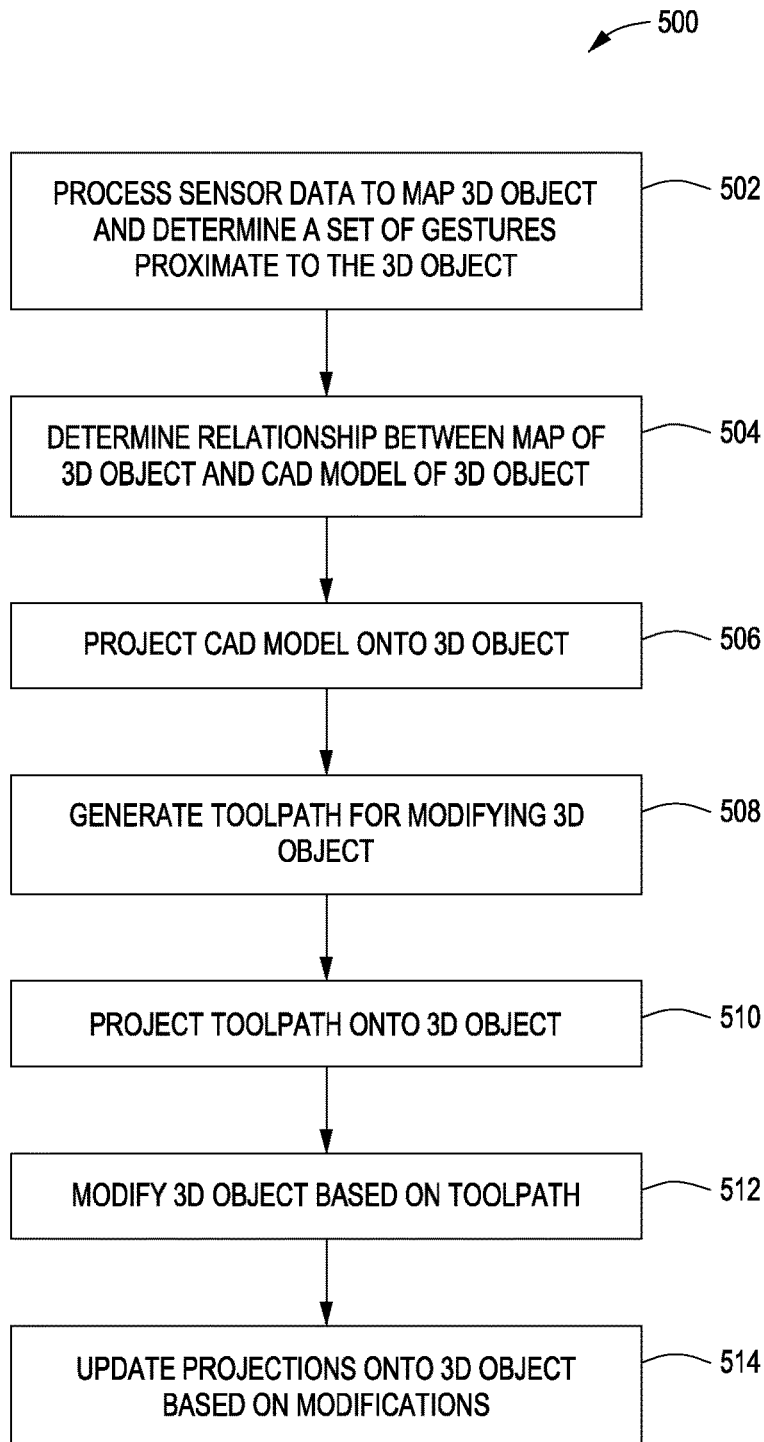 500
PROCESS SENSOR DATA TO MAP 3D OBJECT
AND DETERMINE A SET OF GESTURES
PROXIMATE TO THE 3D OBJECT
502
DETERMINE RELATIONSHIP BETWEEN MAP OF
3D OBJECT AND CAD MODEL OF 3D OBJECT
504
PROJECT CAD MODEL ONTO 3D OBJECT
506
GENERATE TOOLPATH FOR MODIFYING 3D
OBJECT
508
PROJECT TOOLPATH ONTO 3D OBJECT
510
MODIFY 3D OBJECT BASED ON TOOLPATH
512
UPDATE PROJECTIONS ONTO 3D OBJECT
BASED ON MODIFICATIONS
514